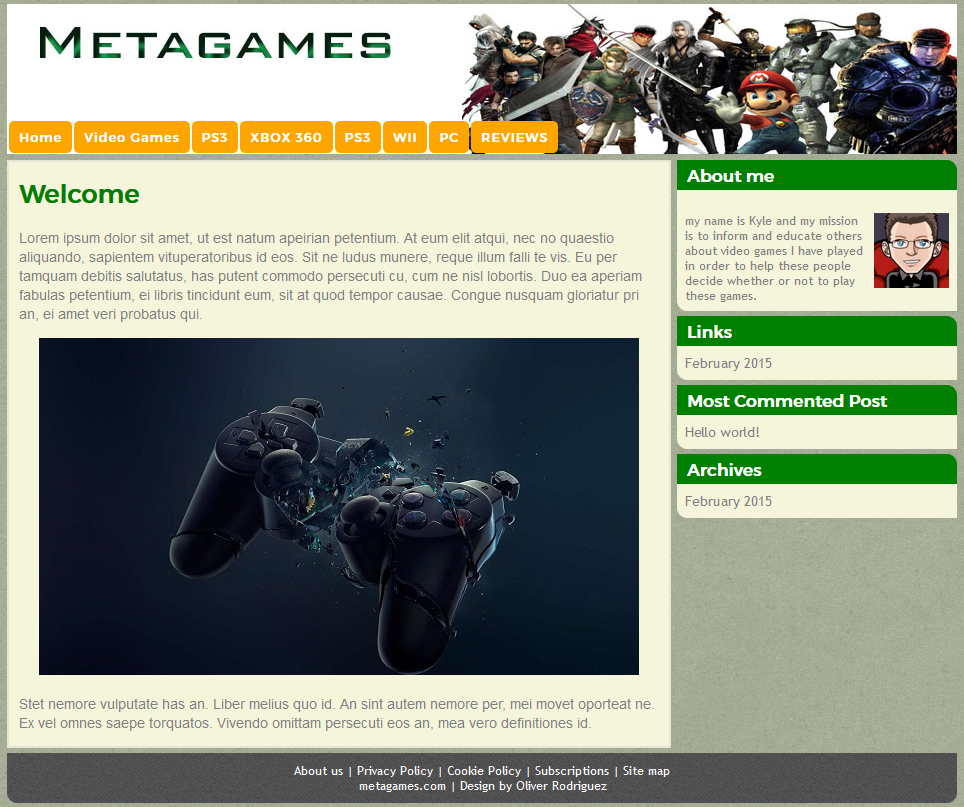 METAGAMES
Home
Video Games
PS3
XBOX 360
PS3
WII
PC
REVIEWS
Welcome
Lorem ipsum dolor sit amet, ut est natum apeirian petentium. At eum elit atqui, nec no quaestio
aliquando, sapientem vituperatoribus id eos. Sit ne ludus munere, reque illum falli te vis. Eu per
tamquam debitis salutatus, has putent commodo persecuti cu, cum ne nisl lobortis. Duo ea aperiam
fabulas petentium, ei libris tincidunt eum, sit at quod tempor causae. Congue nusquam gloriatur pri
an, ei amet veri probatus qui.
Stet nemore vulputate has an. Liber melius quo id. An sint autem nemore per, mei movet oporteat ne.
Ex vel omnes saepe torquatos. Vivendo omittam persecuti eos an, mea vero definitiones id.
About me
my name is Kyle and my mission
is to inform and educate others
about video games I have played
in order to help these people
decide whether or not to play
these games.
Links
February 2015
Most Commented Post
Hello world!
Archives
February 2015
About us | Privacy Policy | Cookie Policy | Subscriptions | Site map
metagames.com | Design by Oliver Rodriguez